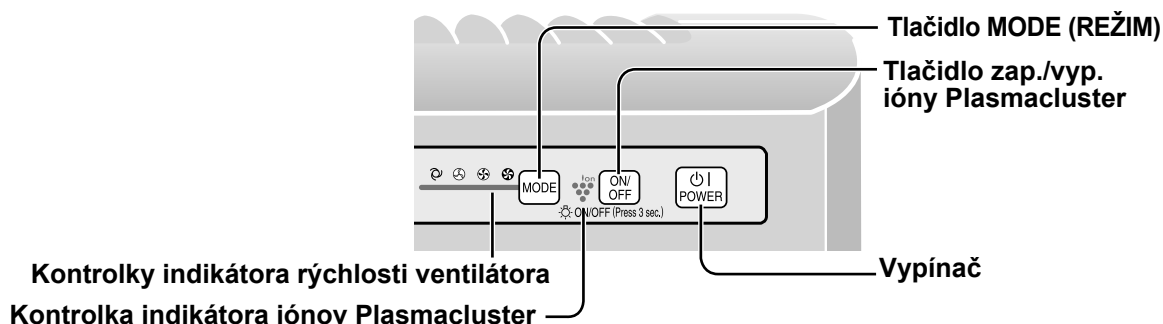 Tlačidlo MODE (REŽIM)
Tlačidlo zap./vyp.
ióny Plasmacluster
MODE
Ion
ON/
OFF
POWER
ON/OFF (Press 3 sec.)
Vypínač
Kontrolky indikátora rýchlosti ventilátora
Kontrolka indikátora iónov Plasmacluster